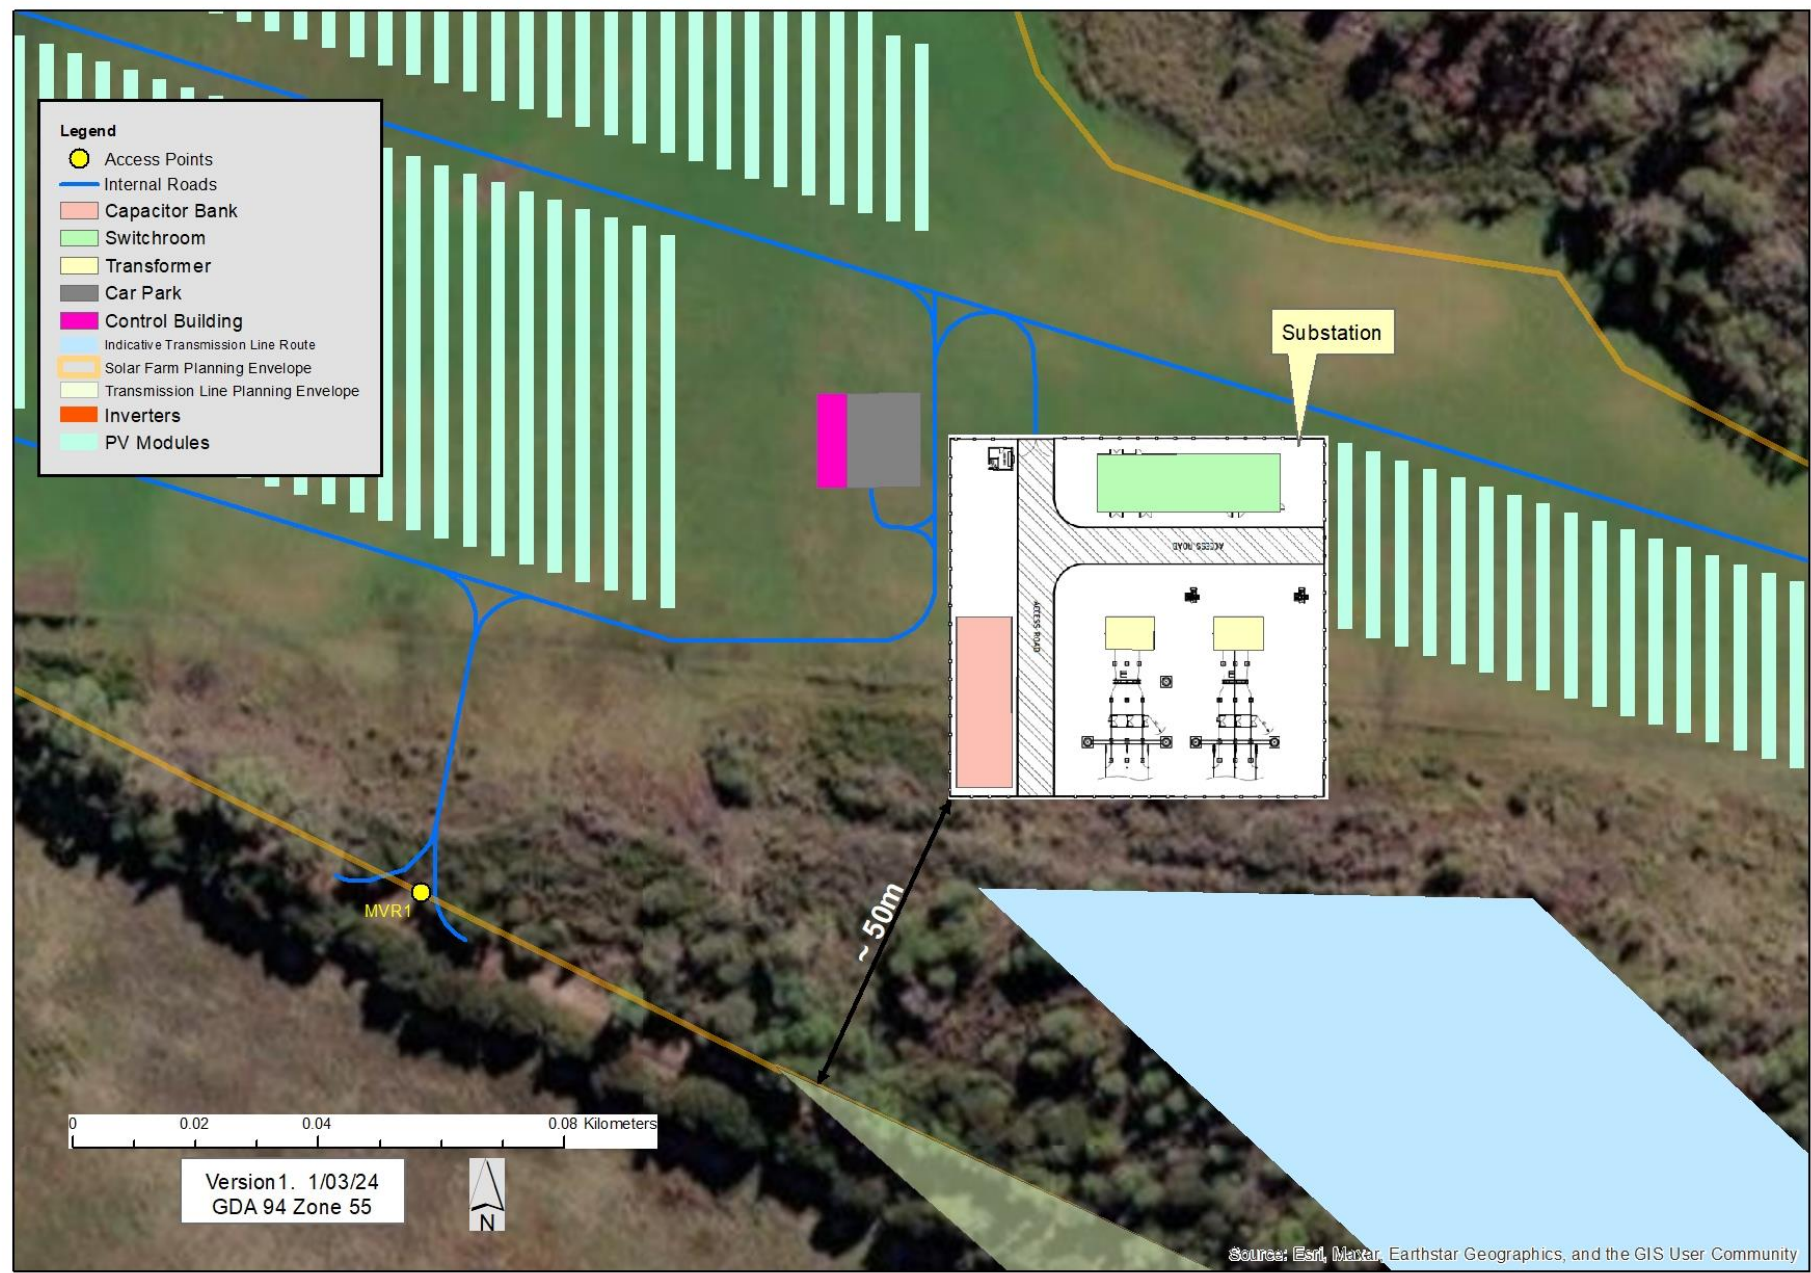 Legend
Access Points
Internal Roads
Capacitor Bank
Switchroom
Transformer
Car Park
Control Building
Indicative Transmission Line Route
Solar Farm Planning Envelope
Transmission Line Planning Envelope
Inverters
PV Modules
Substation
ACCESS ROAD
ACCESS ROAD
MVR1
~ 50m
0 0.02 0.04 0.08 Kilometers
Version1. 1/03/24
GDA 94 Zone 55
N
Source: Esri, Maxar, Earthstar Geographics, and the GIS User Community